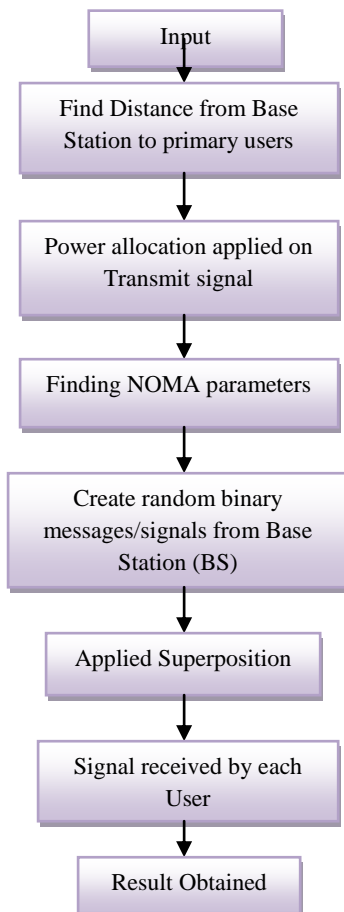 Input
Find Distance from Base
Station to primary users
Power allocation applied on
Transmit signal
Finding NOMA parameters
Create random binary
messages/signals from Base
Station (BS)
Applied Superposition
Signal received by each
User
Result Obtained